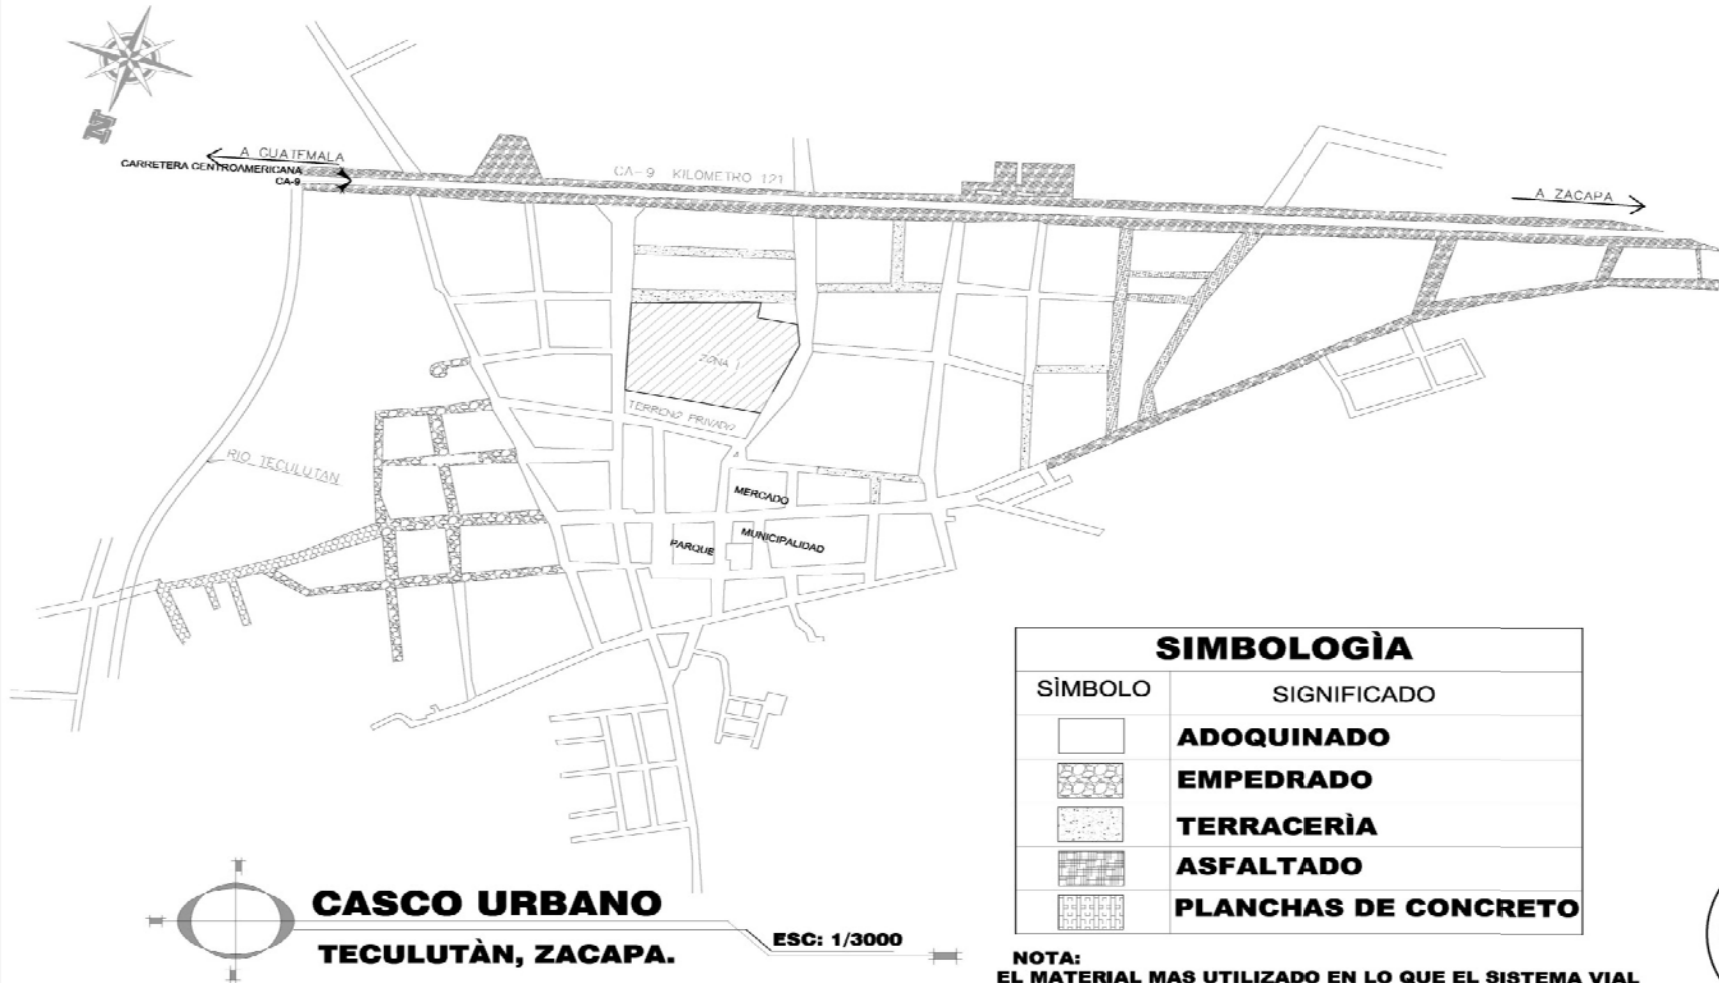 N
A GUATEMALA
CARRETERA CENTROAMERICANA
CA-9
CA-9 KILOMETRO 121
A ZACAPA
ZONA 1
TERRENO PRIVADO
RIO TECULUTAN
MERCADO
PARQUE
MUNICIPALIDAD
SIMBOLOGÌA
SÌMBOLO SIGNIFICADO
ADOQUINADO
EMPEDRADO
TERRACERÌA
ASFALTADO
PLANCHAS DE CONCRETO
CASCO URBANO
TECULUTÀN, ZACAPA.
ESC: 1/3000
NOTA:
EL MATERIAL MAS UTILIZADO EN LO QUE EL SISTEMA VIAL